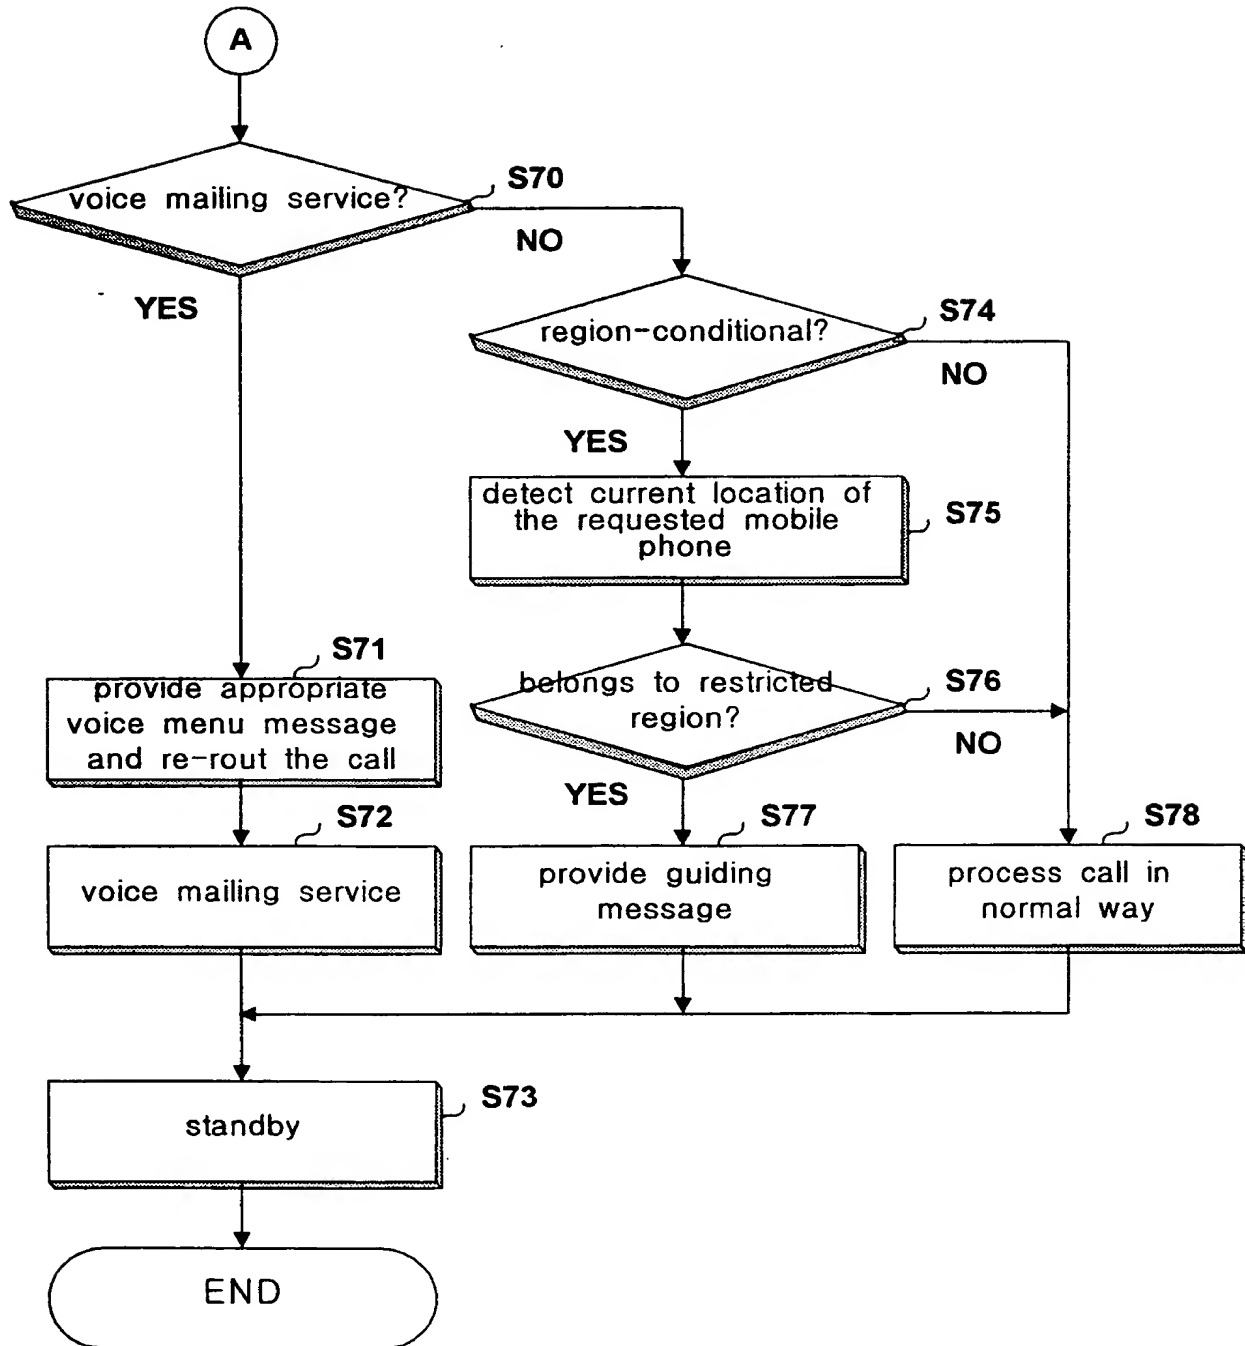 A
voice mailing service?
S70
NO
YES
region-conditional?
S74
NO
YES
detect current location of
the requested mobile
phone
S75
S71
provide appropriate
voice menu message
and re-rout the call
belongs to restricted
region?
S76
NO
YES
S72
voice mailing service
S77
provide guiding
message
S78
process call in
normal way
standby
S73
END